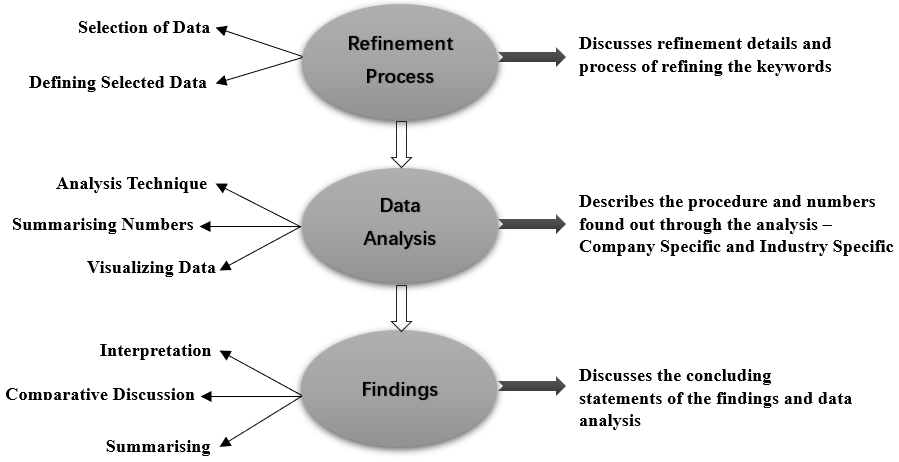 Selection of Data
Defining Selected Data
Refinement
Process
Discusses refinement details and
process of refining the keywords
Analysis Technique
Summarising Numbers
Visualizing Data
Data
Analysis
Describes the procedure and numbers
found out through the analysis –
Company Specific and Industry Specific
Interpretation
Comparative Discussion
Summarising
Findings
Discusses the concluding
statements of the findings and data
analysis